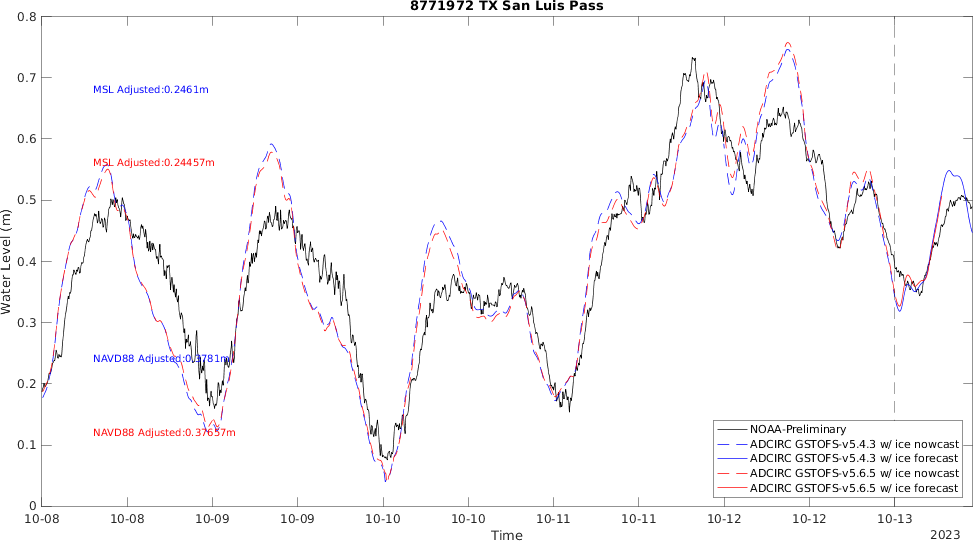 8771972 TX San Luis Pass
0.8
0.7
0.6
0.5
0.4
0.3
0.2
0.1
0
Water Level (m)
MSL Adjusted:0.2461m
MSL Adjusted:0.24457m
NAVD88 Adjusted:0.3781m
NAVD88 Adjusted:0.37657m
NOAA-Preliminary
ADCIRC GSTOFS-v5.4.3 w/ ice nowcast
ADCIRC GSTOFS-v5.4.3 w/ ice forecast
ADCIRC GSTOFS-v5.6.5 w/ ice nowcast
ADCIRC GSTOFS-v5.6.5 w/ ice forecast
10-08 10-08 10-09 10-09 10-10 10-10 10-11 10-11 10-12 10-12 10-13
Time
2023